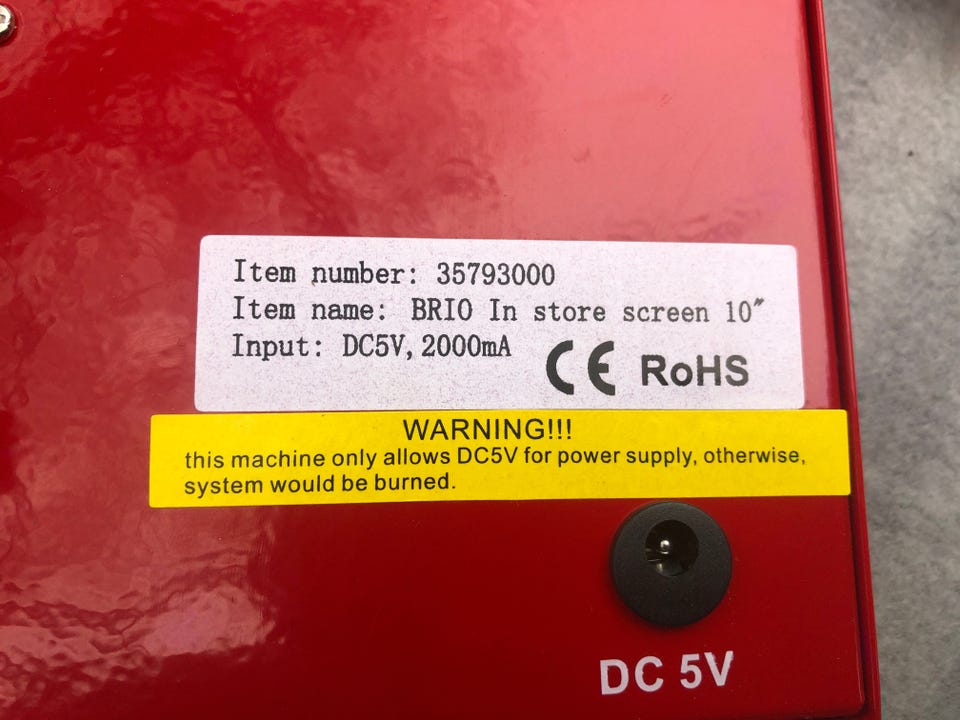 Item number: 35793000
Item name: BRIO In store screen 10″
Input: DC5V, 2000mA
CE RoHS
WARNING!!!
this machine only allows DC5V for power supply, otherwise,
system would be burned.
DC 5V